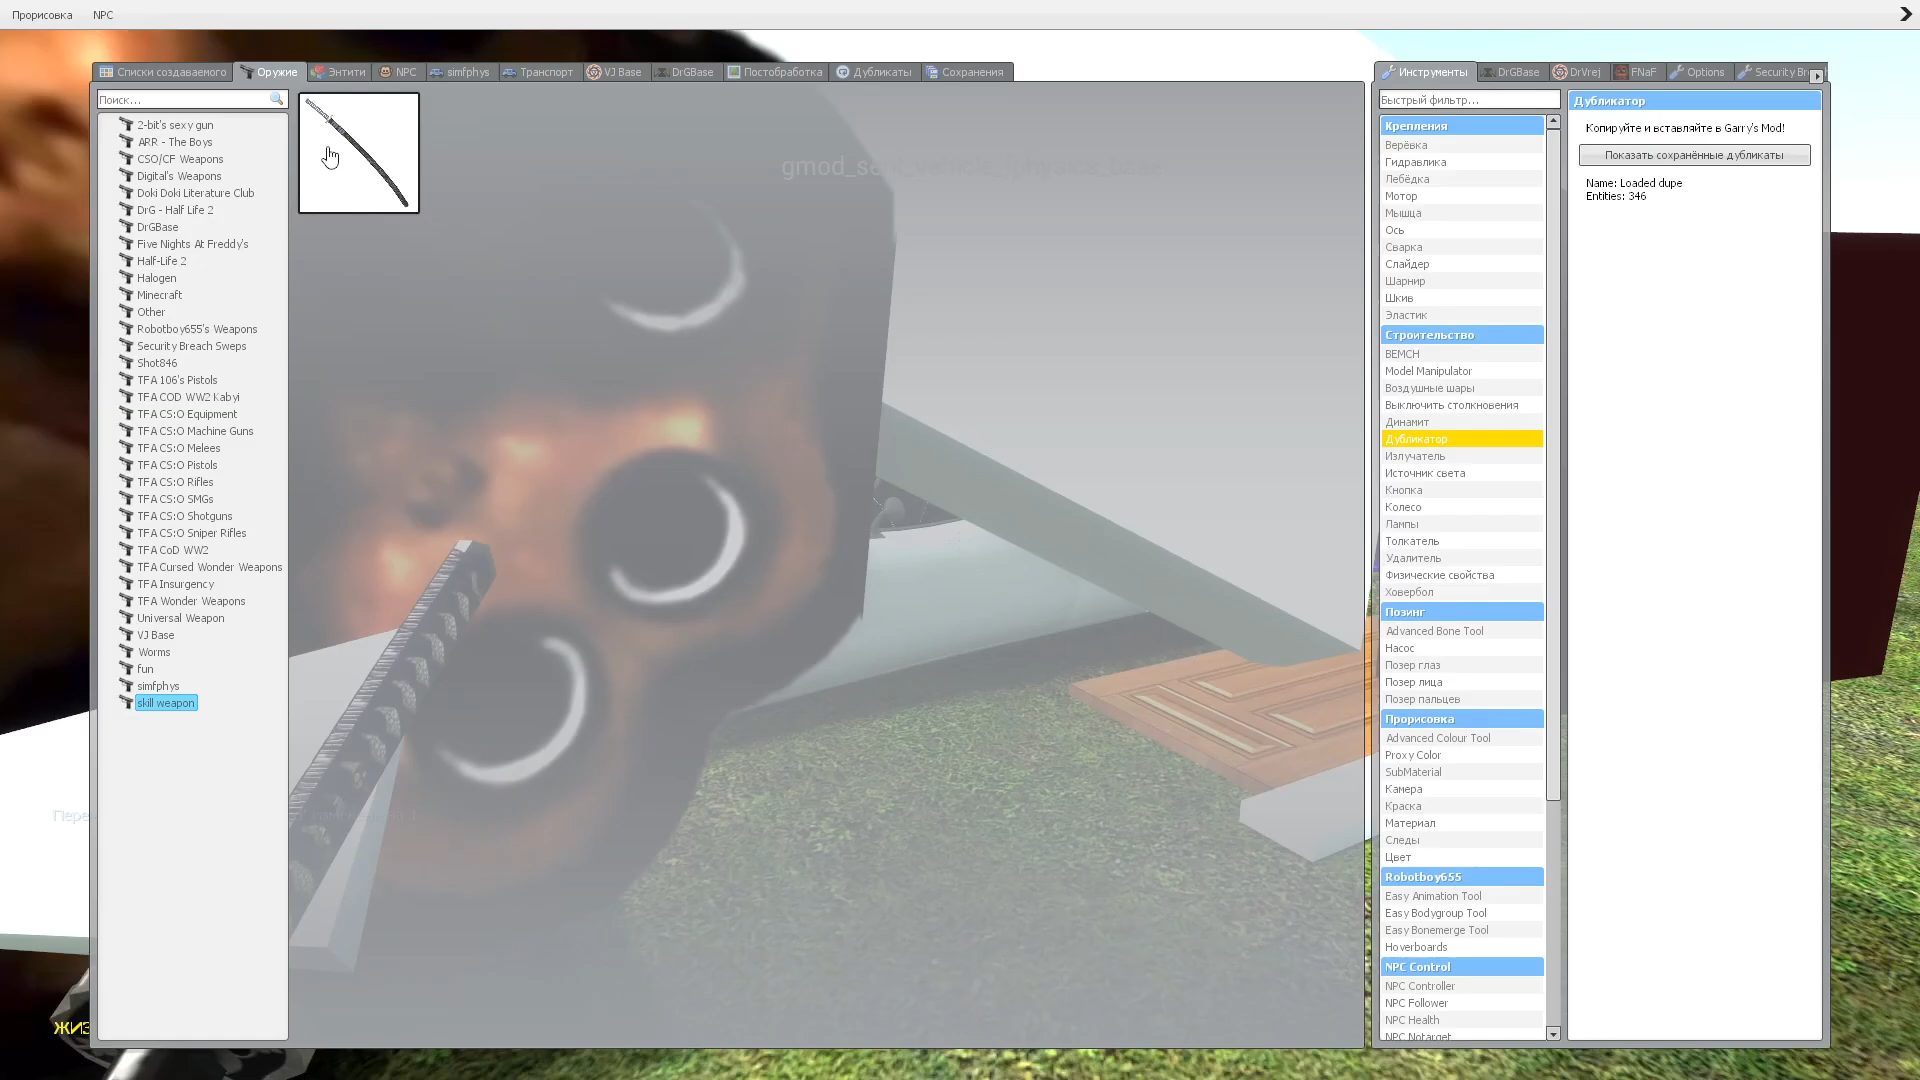 Прорисовка NPC
Списки создаваемого Оружие Энтити NPC simfphys Транспорт VJ Base DrGBase Постобработка Дубликаты Сохранения
Поиск...
2-bit's sexy gun
ARR - The Boys
CSO/CF Weapons
Digital's Weapons
Doki Doki Literature Club
DrG - Half Life 2
DrGBase
Five Nights At Freddy's
Half-Life 2
Halogen
Minecraft
Other
Robotboy655's Weapons
Security Breach Sweps
Shot846
TFA 106's Pistols
TFA COD WW2 Kabyi
TFA CS:O Equipment
TFA CS:O Machine Guns
TFA CS:O Melees
TFA CS:O Pistols
TFA CS:O Rifles
TFA CS:O SMGs
TFA CS:O Shotguns
TFA CS:O Sniper Rifles
TFA CoD WW2
TFA Cursed Wonder Weapons
TFA Insurgency
TFA Wonder Weapons
Universal Weapon
VJ Base
Worms
fun
simfphys
skill weapon
Инструменты DrGBase DrVrej FNaF Options Security Br
Быстрый фильтр...
Крепления
Верёвка
Гидравлика
Лебёдка
Мотор
Мышца
Ось
Сварка
Слайдер
Шарнир
Шкив
Эластик
Строительство
BEMCH
Model Manipulator
Воздушные шары
Выключить столкновения
Динамит
Дубликатор
Излучатель
Источник света
Кнопка
Колесо
Лампы
Толкатель
Удалитель
Физические свойства
Ховербол
Позинг
Advanced Bone Tool
Насос
Позер глаз
Позер лица
Позер пальцев
Прорисовка
Advanced Colour Tool
Proxy Color
SubMaterial
Камера
Краска
Материал
Следы
Цвет
Robotboy655
Easy Animation Tool
Easy Bodygroup Tool
Easy Bonemerge Tool
Hoverboards
NPC Control
NPC Controller
NPC Follower
NPC Health
NPC Notarget
Дубликатор
Копируйте и вставляйте в Garry's Mod!
Показать сохранённые дубликаты
Name: Loaded dupe
Entities: 346
Пере
ЖИЗ